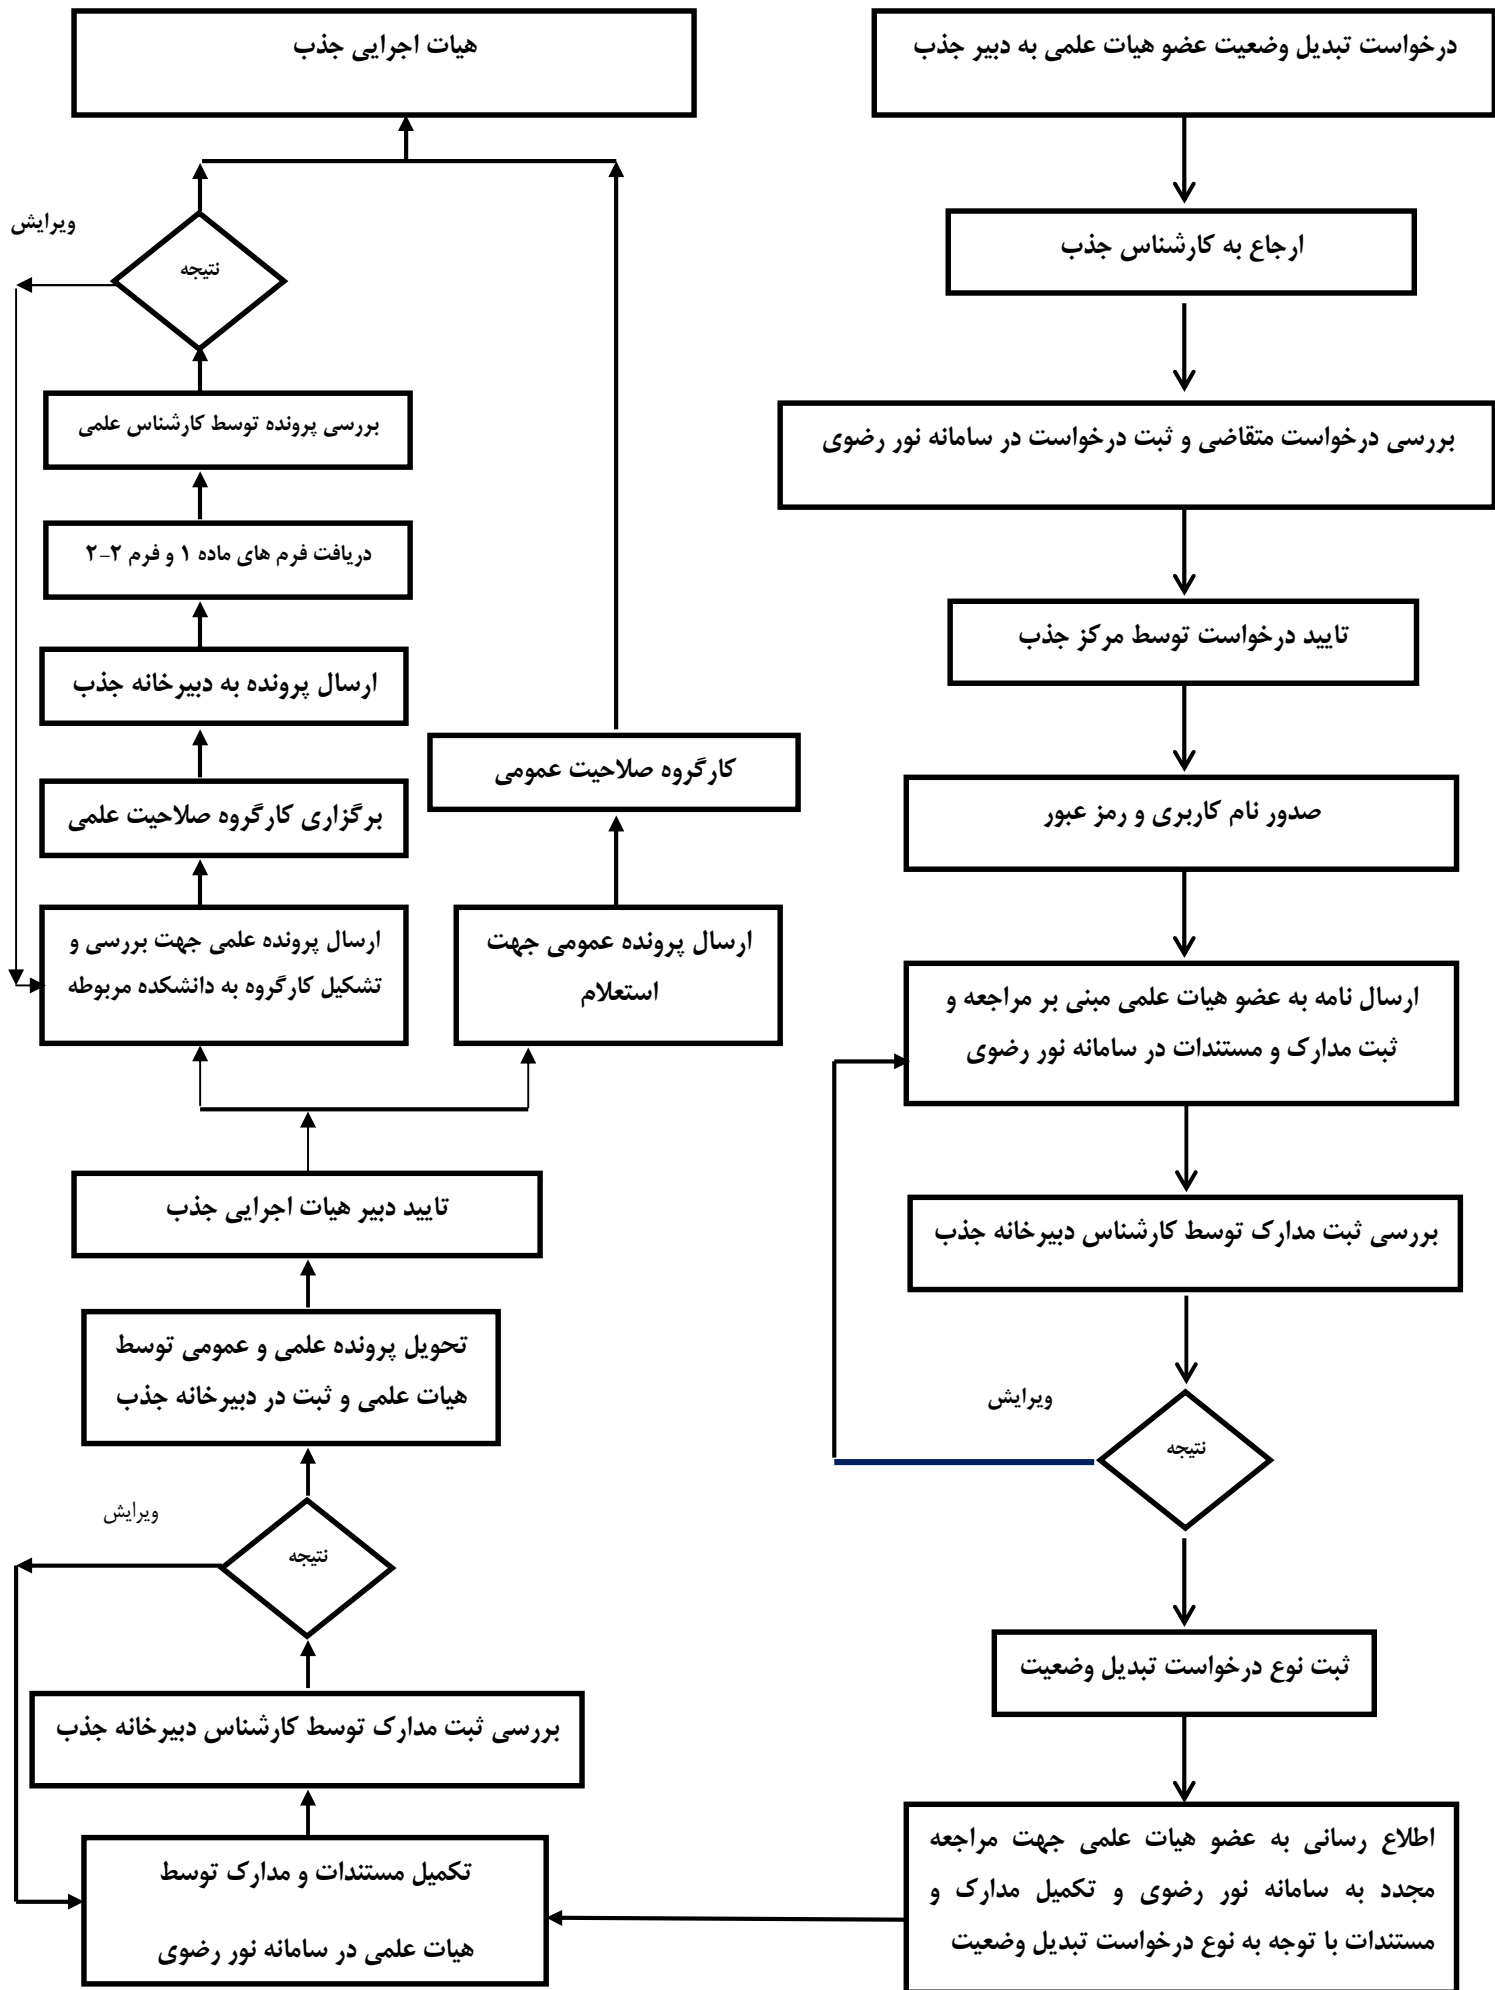 درخواست تبدیل وضعیت عضو هیات علمی به دبیر جذب
ارجاع به کارشناس جذب
بررسی درخواست متقاضی و ثبت درخواست در سامانه نور رضوی
تایید درخواست توسط مرکز جذب
صدور نام کاربری و رمز عبور
ارسال نامه به عضو هیات علمی مبنی بر مراجعه و
ثبت مدارک و مستندات در سامانه نور رضوی
بررسی ثبت مدارک توسط کارشناس دبیرخانه جذب
ویرایش
نتیجه
ثبت نوع درخواست تبدیل وضعیت
اطلاع رسانی به عضو هیات علمی جهت مراجعه
مجدد به سامانه نور رضوی و تکمیل مدارک و
مستندات با توجه به نوع درخواست تبدیل وضعیت
تکمیل مستندات و مدارک توسط
هیات علمی در سامانه نور رضوی
بررسی ثبت مدارک توسط کارشناس دبیرخانه جذب
نتیجه
ویرایش
تحویل پرونده علمی و عمومی توسط
هیات علمی و ثبت در دبیرخانه جذب
تایید دبیر هیات اجرایی جذب
ارسال پرونده عمومی جهت
استعلام
کارگروه صلاحیت عمومی
ارسال پرونده علمی جهت بررسی و
تشکیل کارگروه به دانشکده مربوطه
برگزاری کارگروه صلاحیت علمی
ارسال پرونده به دبیرخانه جذب
دریافت فرم های ماده ۱ و فرم ۲-۲
بررسی پرونده توسط کارشناس علمی
نتیجه
ویرایش
هیات اجرایی جذب